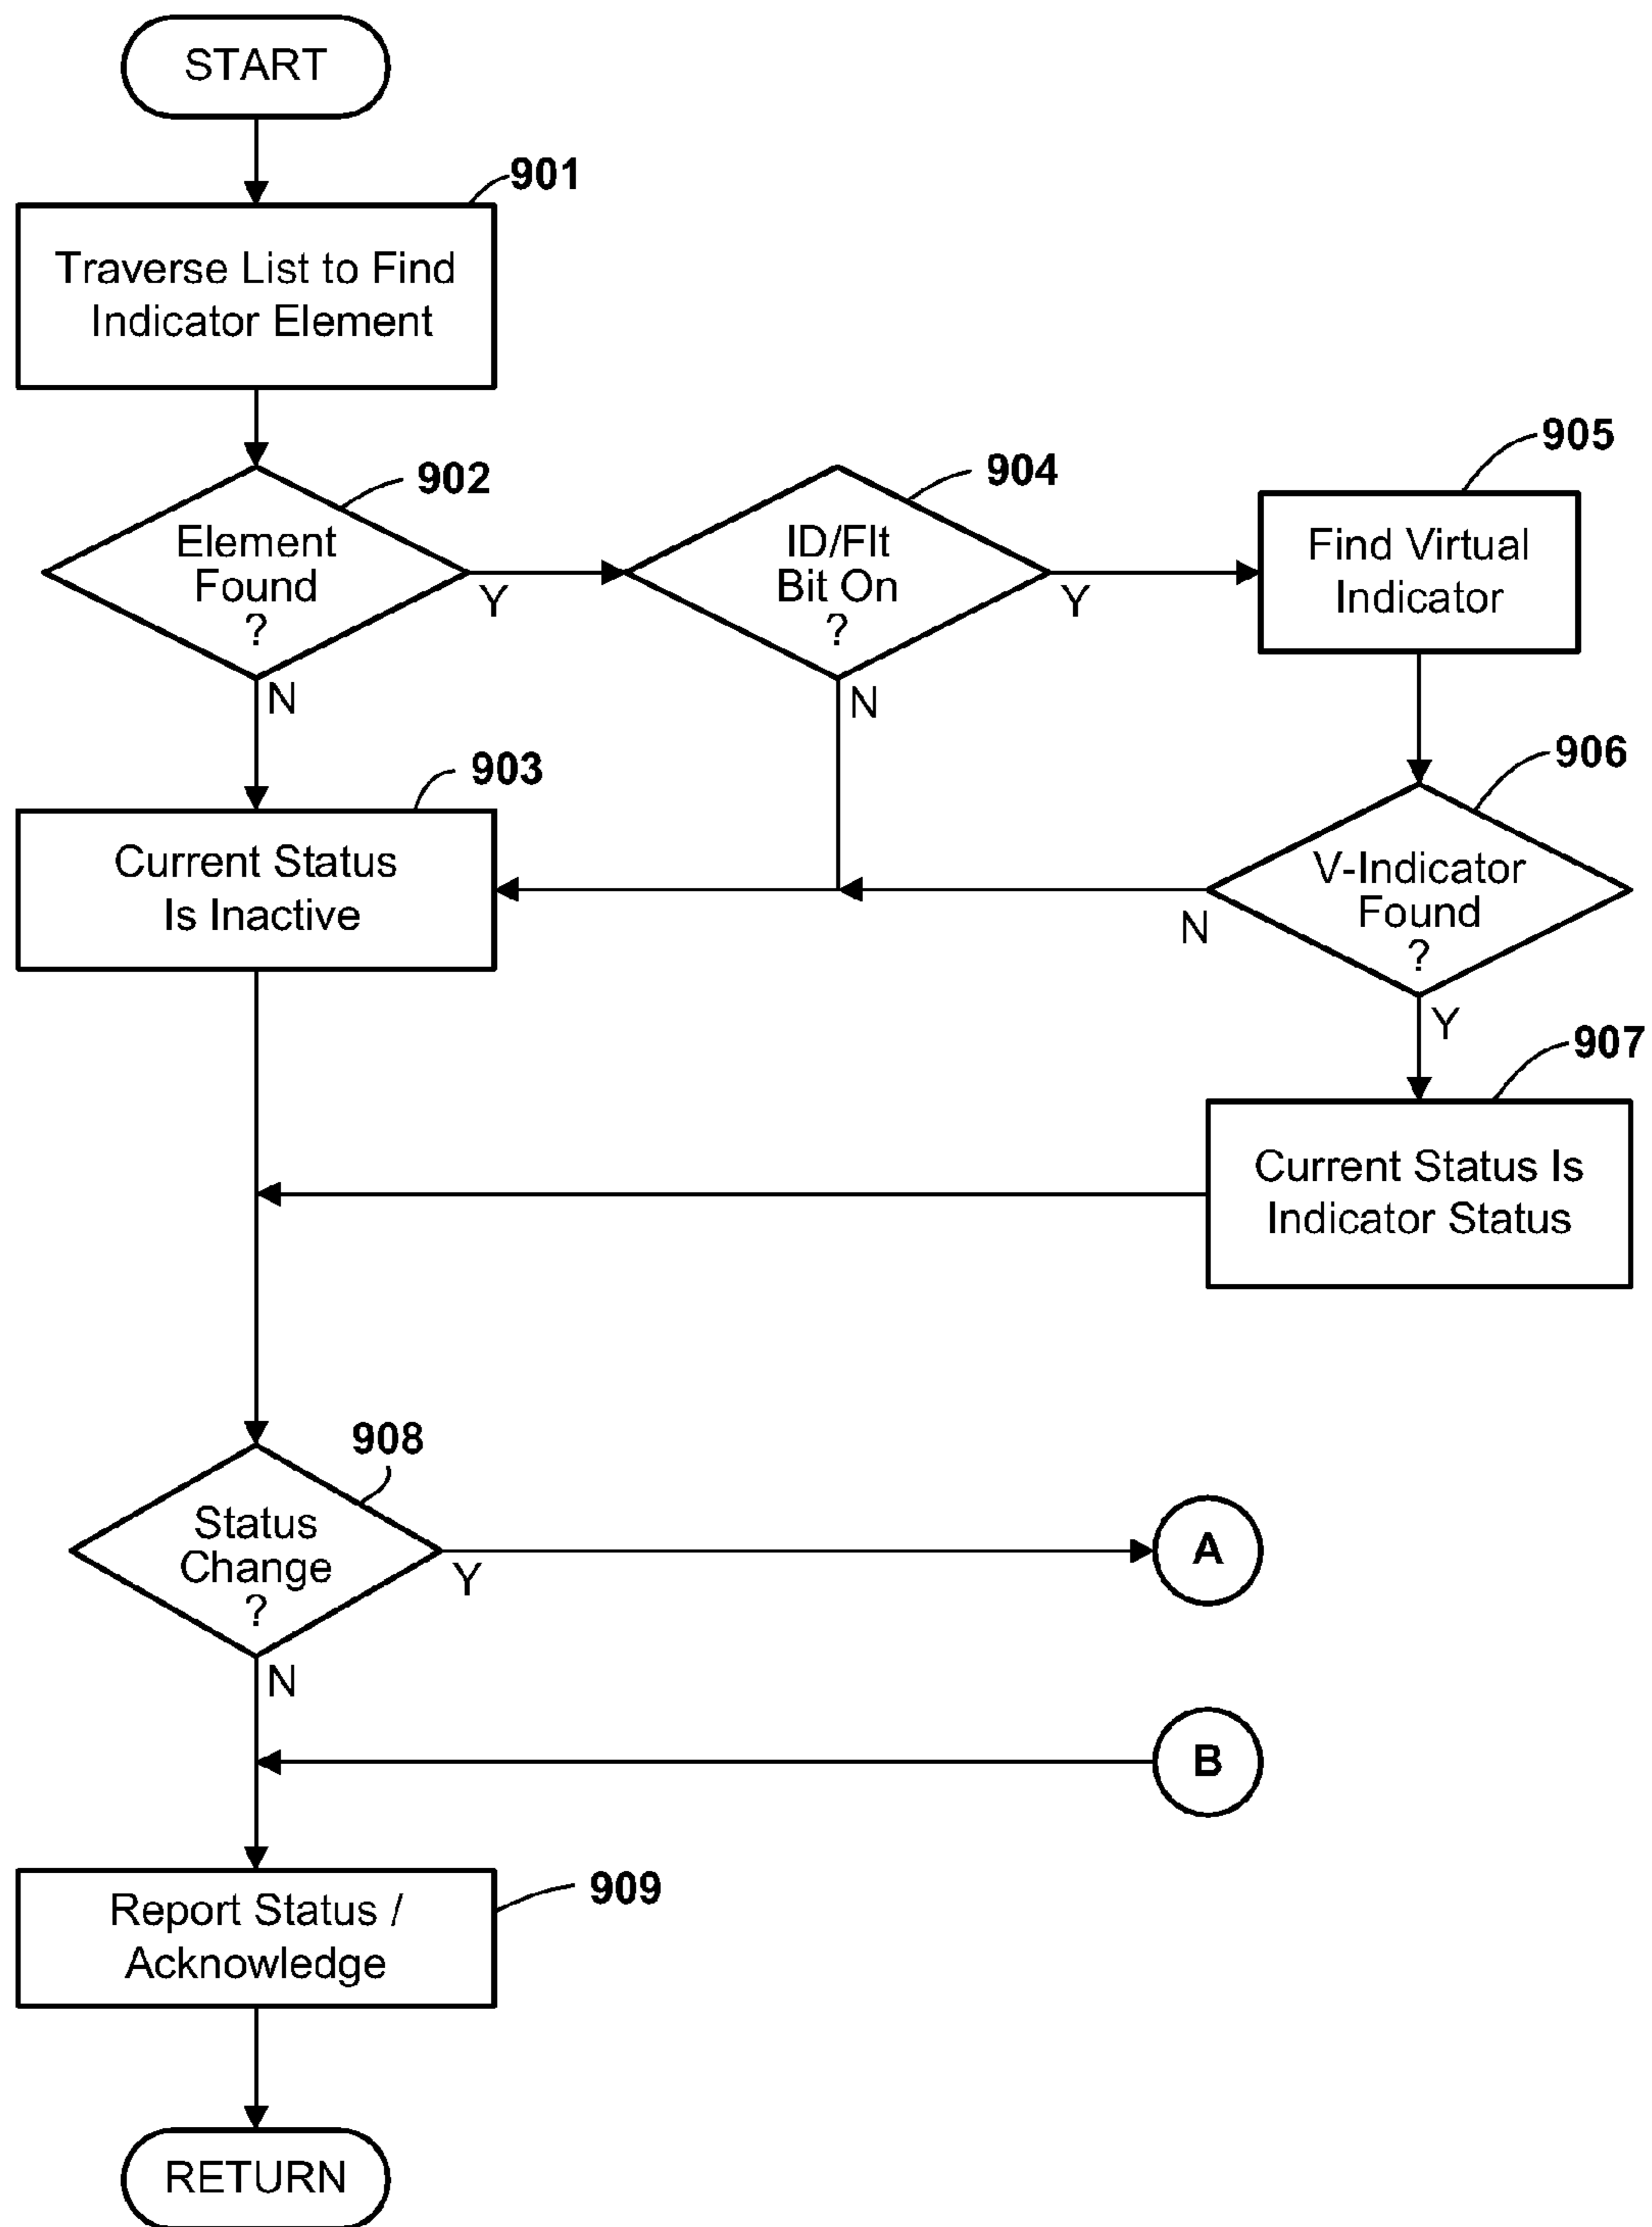 START
901
Traverse List to Find
Indicator Element
902
Element
Found
?
Y
N
904
ID/Flt
Bit On
?
Y
N
905
Find Virtual
Indicator
903
Current Status
Is Inactive
906
V-Indicator
Found
?
N
Y
907
Current Status Is
Indicator Status
908
Status
Change
?
Y
N
A
B
909
Report Status /
Acknowledge
RETURN